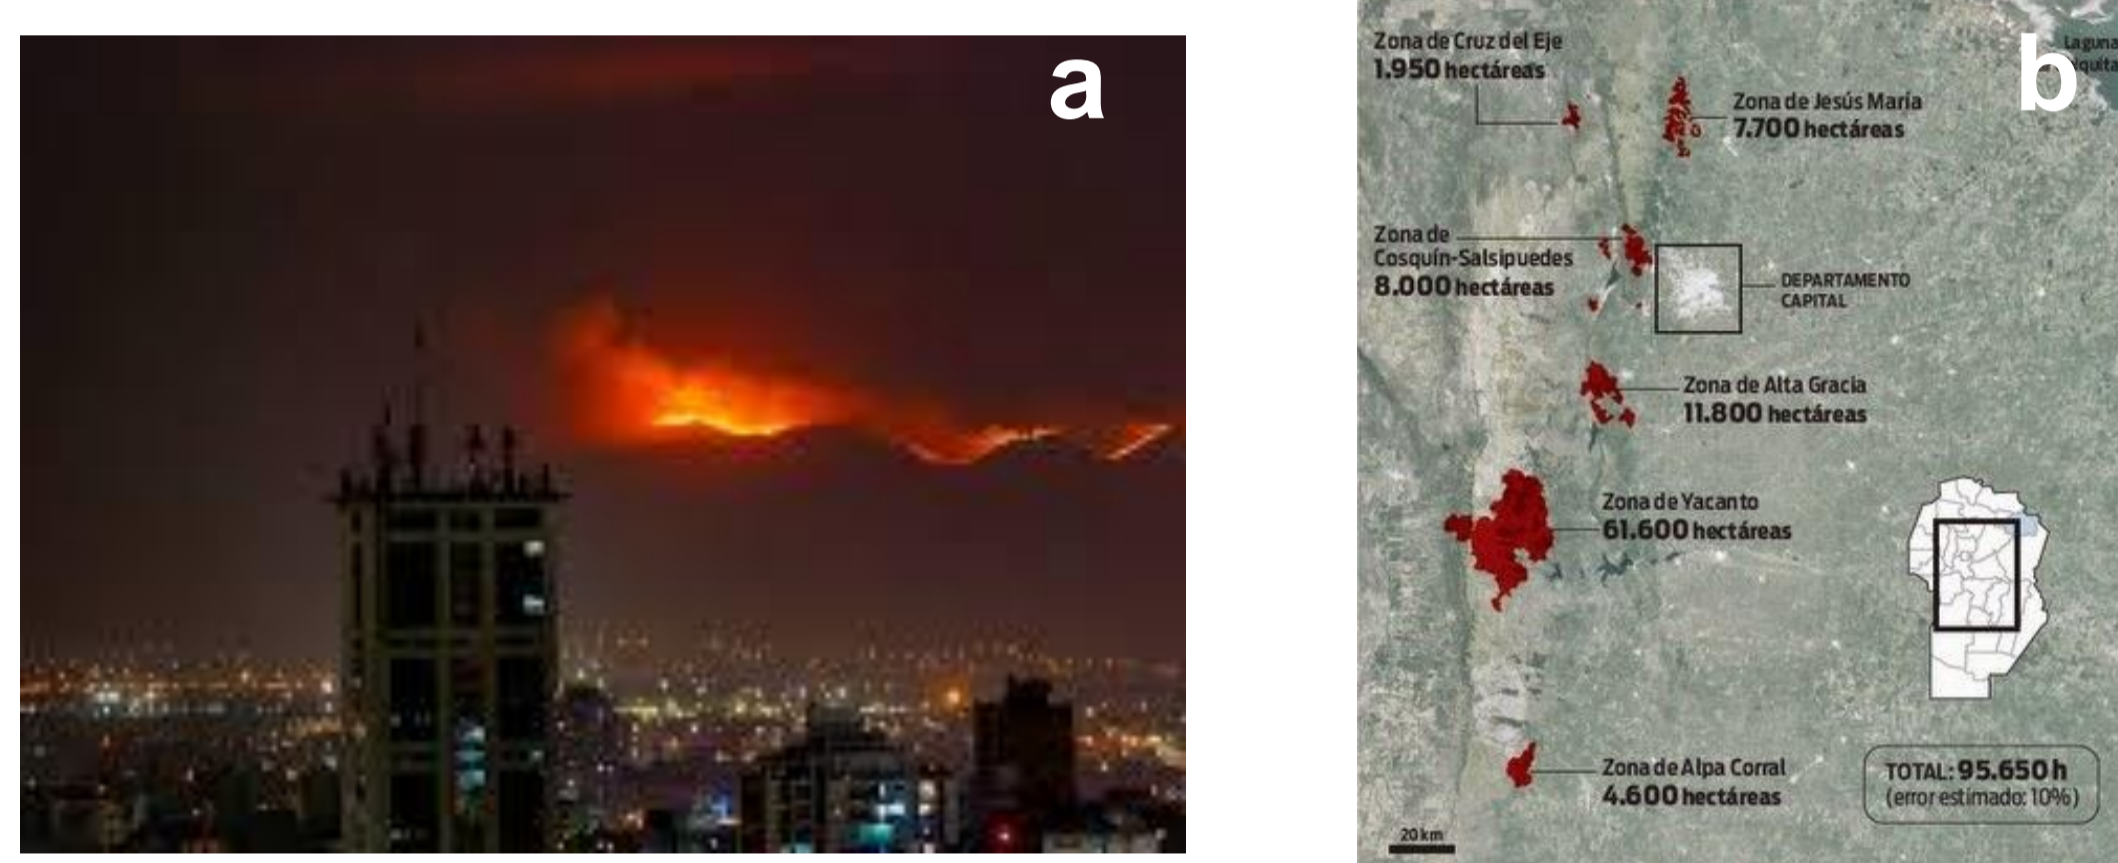 a
Zona de Cruz del Eje
1.950 hectáreas
b
Laguna
Zona de Jesús María
7.700 hectáreas
Zona de
Cosquín-Salsipuedes
8.000 hectáreas
DEPARTAMENTO
CAPITAL
Zona de Alta Gracia
11.800 hectáreas
Zona de Yacanto
61.600 hectáreas
Zona de Alpa Corral
4.600 hectáreas
TOTAL: 95.650 h
(error estimado: 10%)
20 km